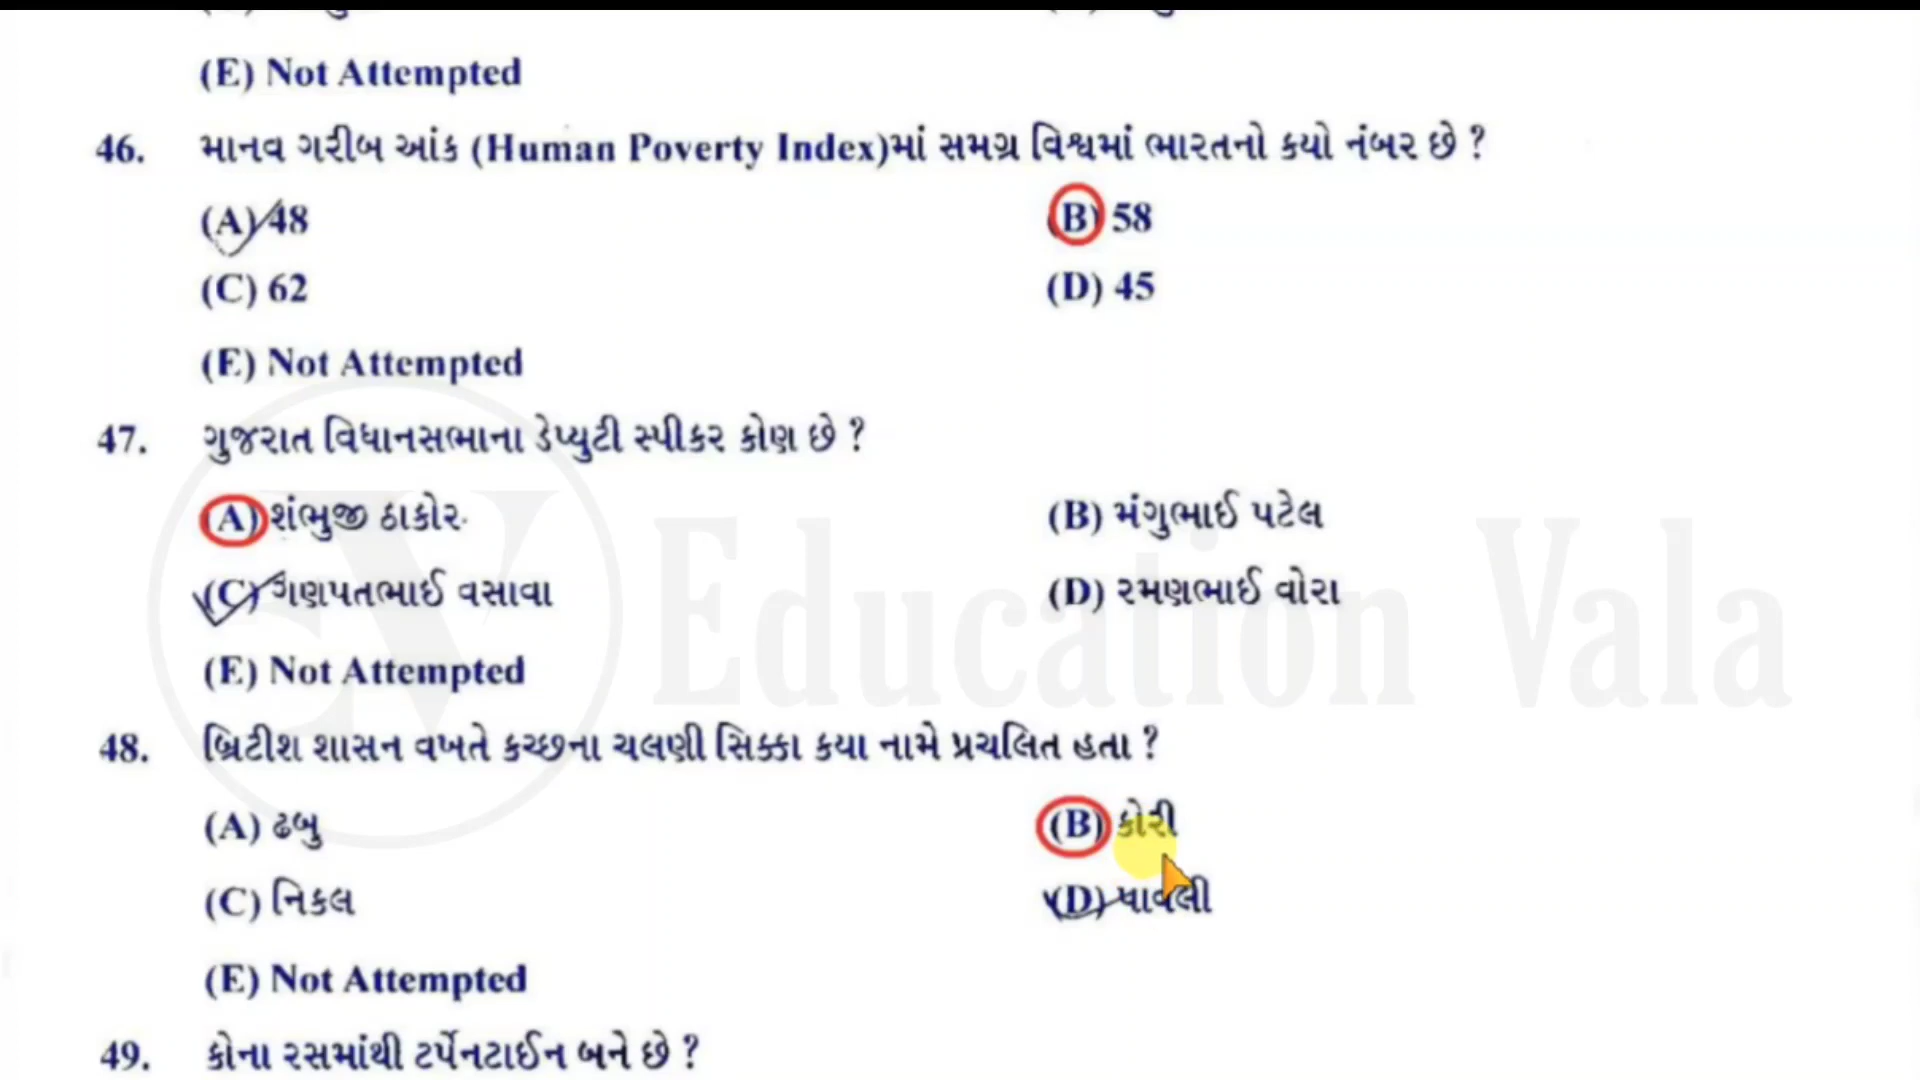 (E) Not Attempted
46. માનવ ગરીબ આંક (Human Poverty Index)માં સમગ્ર વિશ્વમાં ભારતનો કયો નંબર છે ?
(A) 48 (B) 58
(C) 62 (D) 45
(E) Not Attempted
47. ગુજરાત વિધાનસભાના ડેપ્યુટી સ્પીકર કોણ છે ?
(A) શંભુજી ઠાકોર (B) મંગુભાઈ પટેલ
(C) ગણપતભાઈ વસાવા (D) રમણભાઈ વોરા
(E) Not Attempted
Education Vala
48. બ્રિટીશ શાસન વખતે કચ્છના ચલણી સિક્કા કયા નામે પ્રચલિત હતા ?
(A) ઢબુ (B) કોરી
(C) નિકલ (D) પાવલી
(E) Not Attempted
49. કોના રસમાંથી ટર્પેનટાઈન બને છે ?